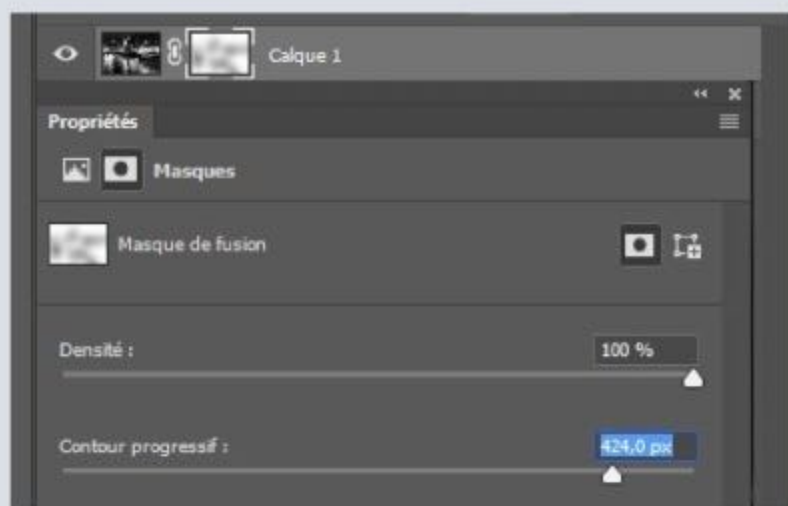 Calque 1
Propriétés
Masques
Masque de fusion
Densité : 100 %
Contour progressif : 424,0 px